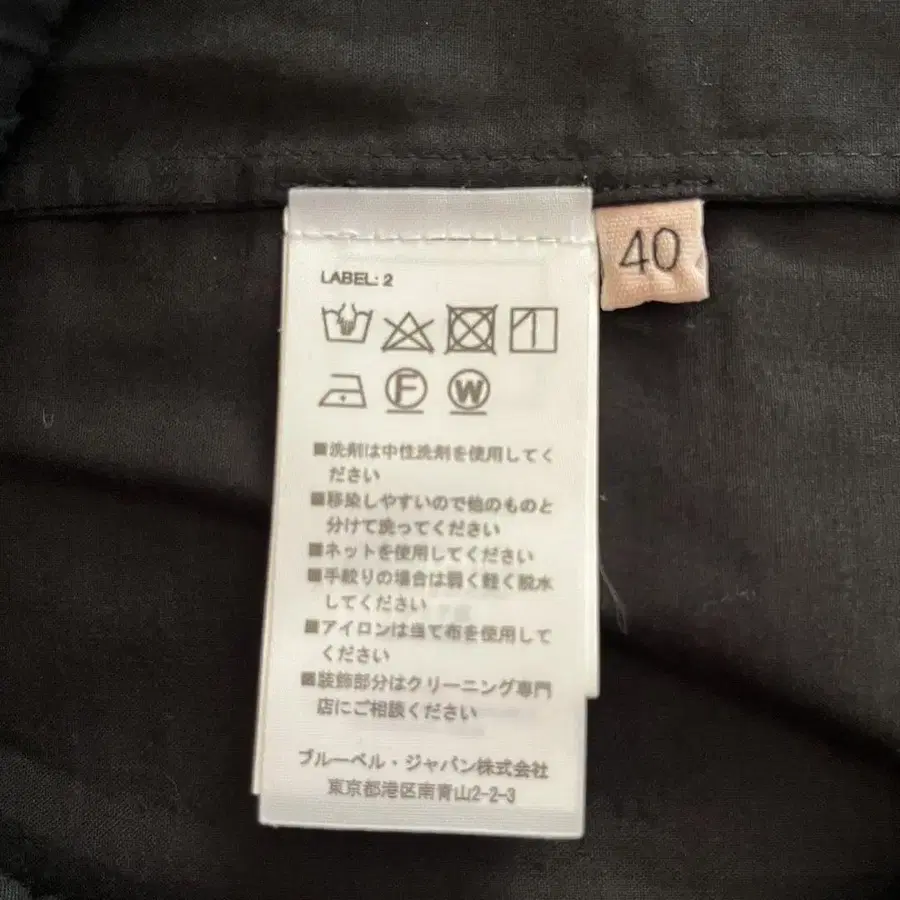 LABEL: 2
40
F W
■洗剤は中性洗剤を使用してく
ださい
■移染しやすいので他のものと
分けて洗ってください
■ネットを使用してください
■手絞りの場合は弱く軽く脱水
してください
■アイロンは当て布を使用して
ください
■装飾部分はクリーニング専門
店にご相談ください
ブルーベル・ジャパン株式会社
東京都港区南青山2-2-3